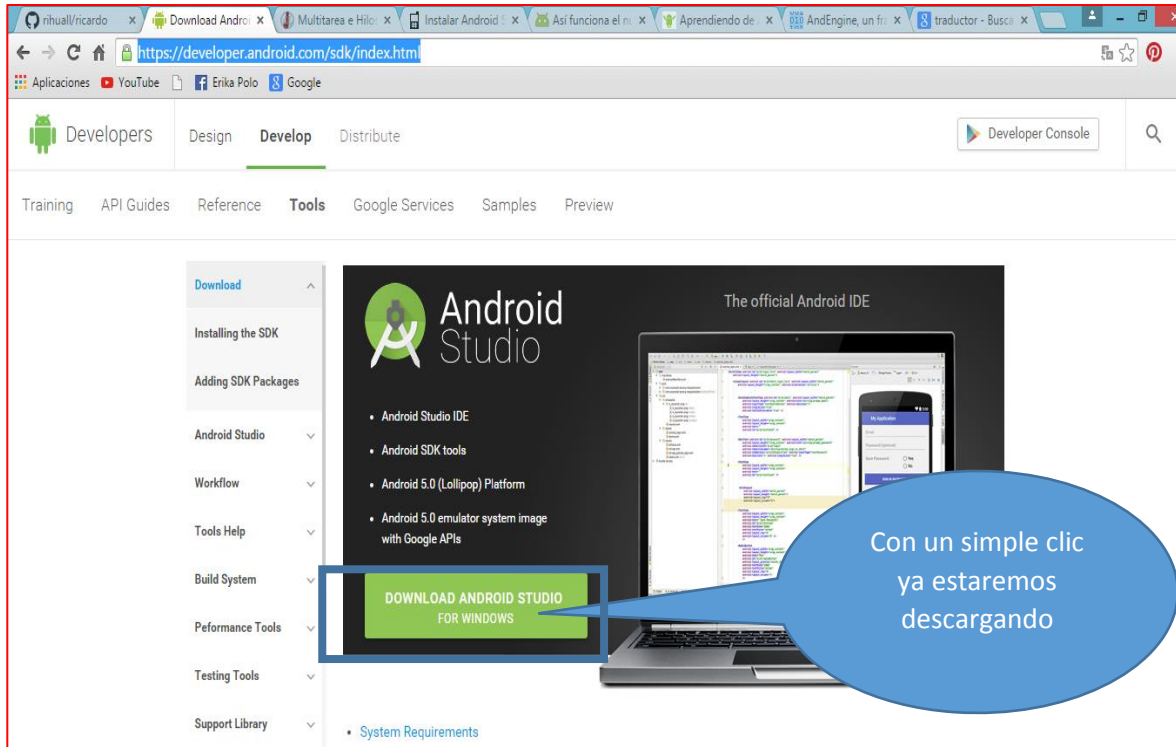 rihuall/ricardo
Download Androi
Multitarea e Hilo
Instalar Android S
Así funciona el nu
Aprendiendo de A
AndEngine, un fra
traductor - Busca
https://developer.android.com/sdk/index.html
Aplicaciones
YouTube
Erika Polo
Google
Developers
Design
Develop
Distribute
Developer Console
Training
API Guides
Reference
Tools
Google Services
Samples
Preview
Download
Installing the SDK
Adding SDK Packages
Android Studio
Workflow
Tools Help
Build System
Peformance Tools
Testing Tools
Support Library
Android
Studio
The official Android IDE
• Android Studio IDE
• Android SDK tools
• Android 5.0 (Lollipop) Platform
• Android 5.0 emulator system image
with Google APIs
DOWNLOAD ANDROID STUDIO
FOR WINDOWS
My Application
Con un simple clic
ya estaremos
descargando
• System Requirements